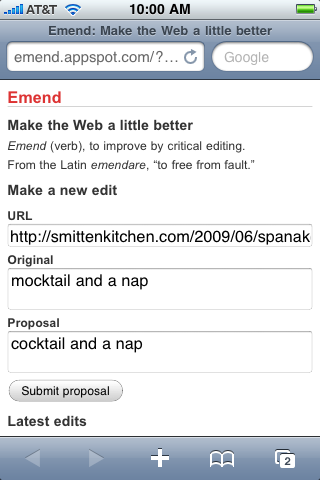 AT&T 10:00 AM
Emend: Make the Web a little better
emend.appspot.com/?... Google
Emend
Make the Web a little better
Emend (verb), to improve by critical editing.
From the Latin emendare, “to free from fault.”
Make a new edit
URL
http://smittenkitchen.com/2009/06/spanak
Original
mocktail and a nap
Proposal
cocktail and a nap
Submit proposal
Latest edits
2